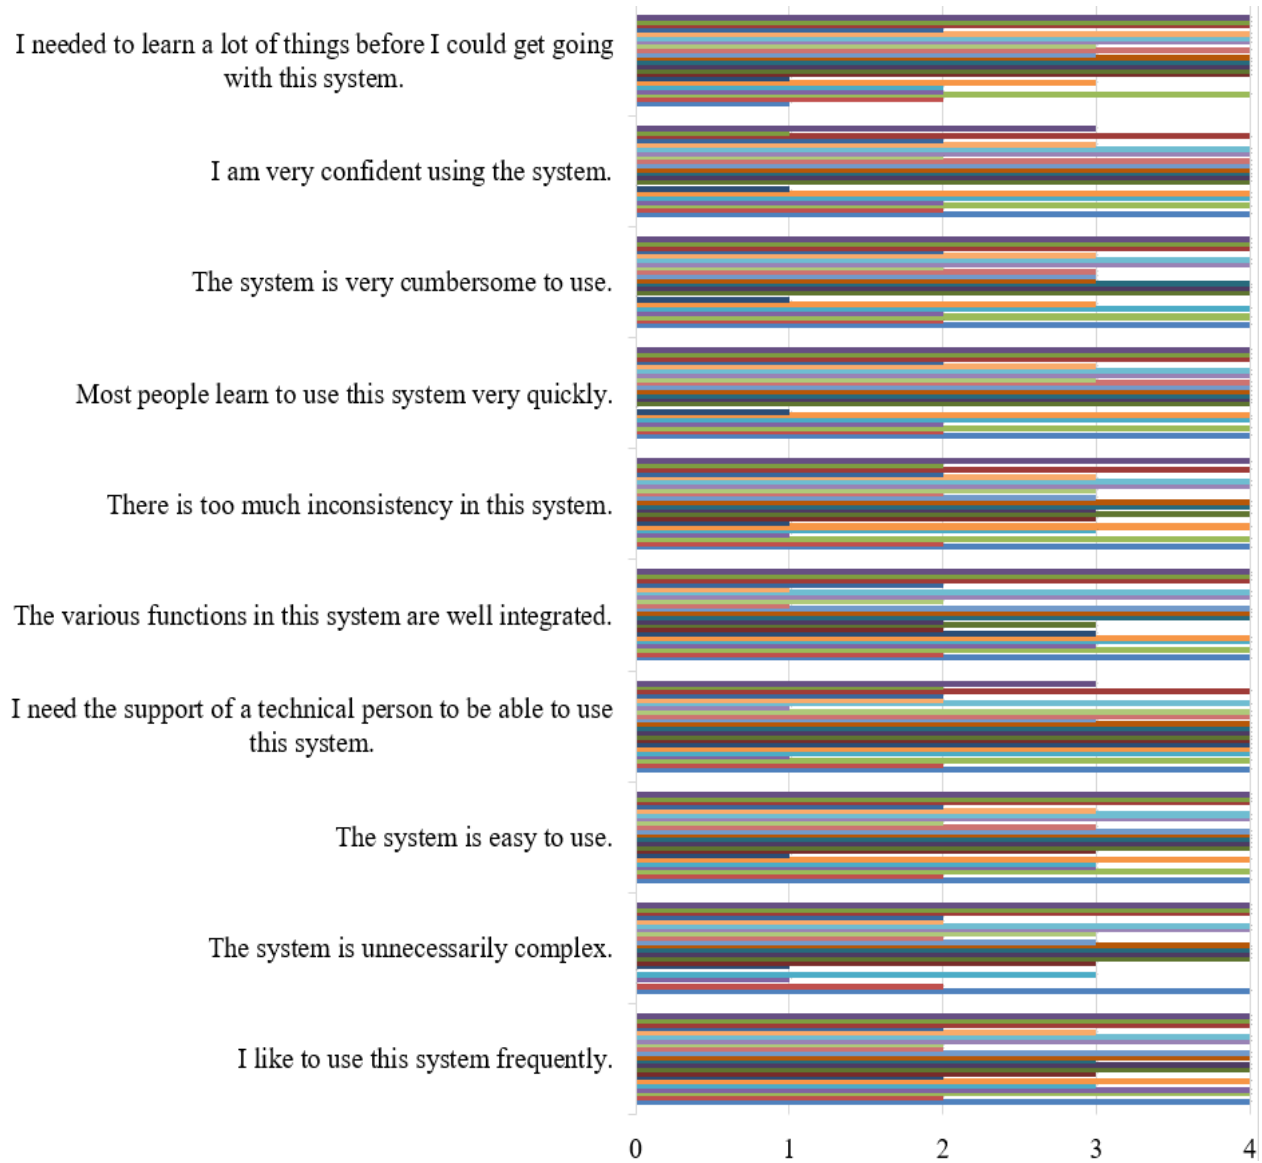 I needed to learn a lot of things before I could get going
with this system.
I am very confident using the system.
The system is very cumbersome to use.
Most people learn to use this system very quickly.
There is too much inconsistency in this system.
The various functions in this system are well integrated.
I need the support of a technical person to be able to use
this system.
The system is easy to use.
The system is unnecessarily complex.
I like to use this system frequently.
0 1 2 3 4